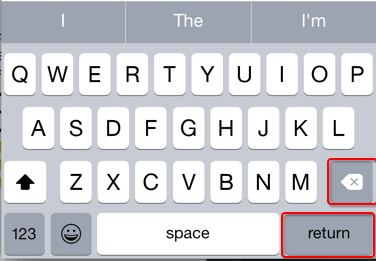 I The I'm
Q W E R T Y U I O P
A S D F G H J K L
Z X C V B N M
123 space return